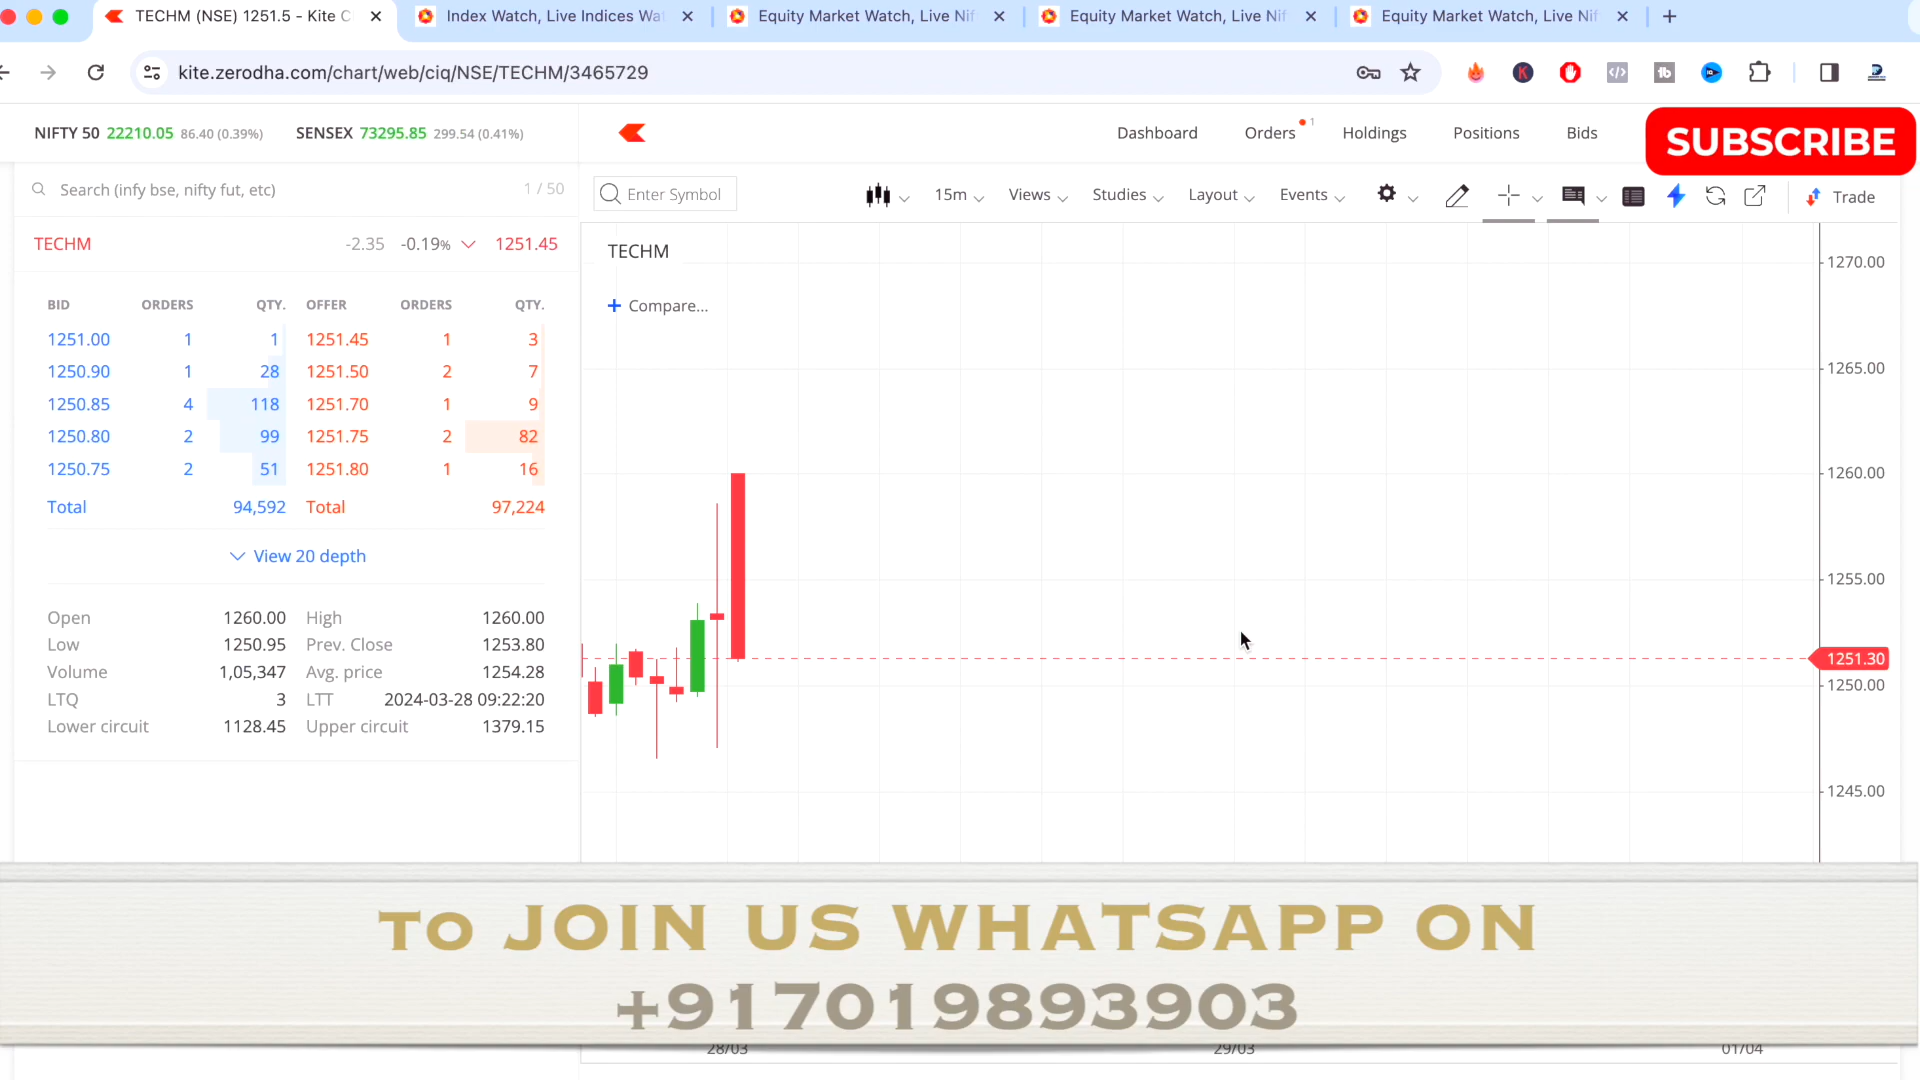 TECHM (NSE) 1251.5 - Kite C
Index Watch, Live Indices Wa
Equity Market Watch, Live Nif
Equity Market Watch, Live Nif
Equity Market Watch, Live Nif
kite.zerodha.com/chart/web/ciq/NSE/TECHM/3465729
NIFTY 50 22210.05 86.40 (0.39%) SENSEX 73295.85 299.54 (0.41%)
Dashboard Orders 1 Holdings Positions Bids
SUBSCRIBE
Search (infy bse, nifty fut, etc) 1 / 50
Enter Symbol 15m Views Studies Layout Events Trade
TECHM -2.35 -0.19% 1251.45
TECHM
Compare...
BID ORDERS QTY. OFFER ORDERS QTY.
1251.00 1 1 1251.45 1 3
1250.90 1 28 1251.50 2 7
1250.85 4 118 1251.70 1 9
1250.80 2 99 1251.75 2 82
1250.75 2 51 1251.80 1 16
Total 94,592 Total 97,224
View 20 depth
Open 1260.00 High 1260.00
Low 1250.95 Prev. Close 1253.80
Volume 1,05,347 Avg. price 1254.28
LTQ 3 LTT 2024-03-28 09:22:20
Lower circuit 1128.45 Upper circuit 1379.15
1270.00
1265.00
1260.00
1255.00
1251.30
1250.00
1245.00
To JOIN US WHATSAPP ON
+917019893903
28/03 29/03 01/04